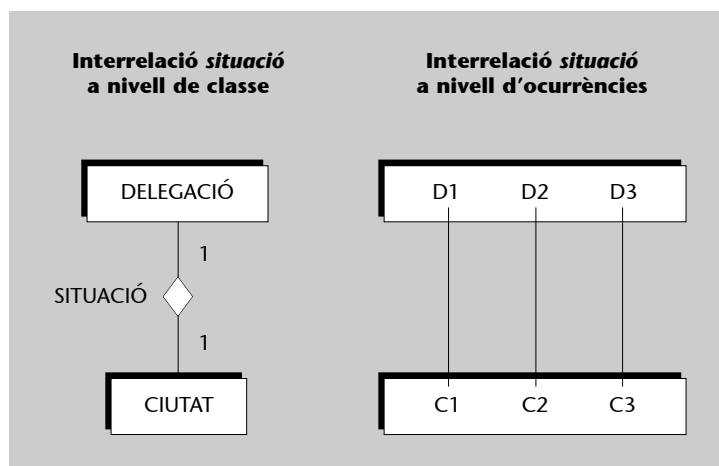 Interrelació situació
a nivell de classe
DELEGACIÓ
1
SITUACIÓ
1
CIUTAT
Interrelació situació
a nivell d'ocurrències
D1 D2 D3
C1 C2 C3